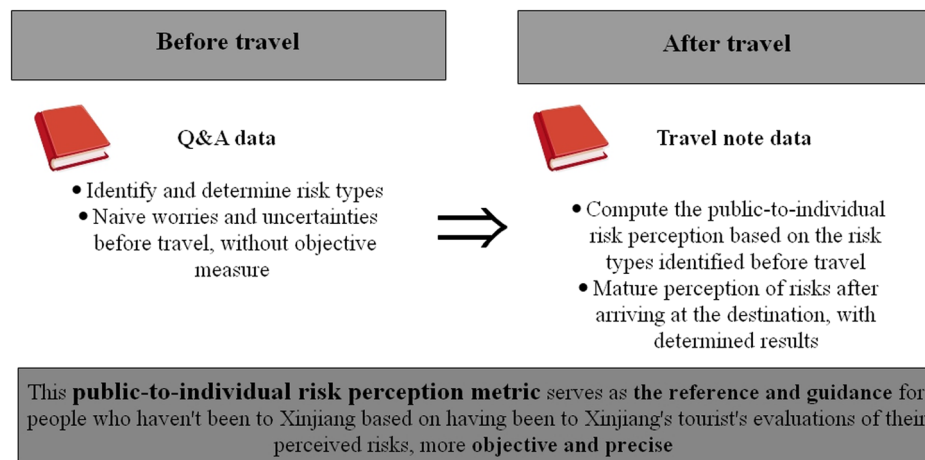 Before travel
After travel
Q&A data
• Identify and determine risk types
• Naive worries and uncertainties
before travel, without objective
measure
Travel note data
• Compute the public-to-individual
risk perception based on the risk
types identified before travel
• Mature perception of risks after
arriving at the destination, with
determined results
This public-to-individual risk perception metric serves as the reference and guidance for
people who haven't been to Xinjiang based on having been to Xinjiang's tourist's evaluations of their
perceived risks, more objective and precise